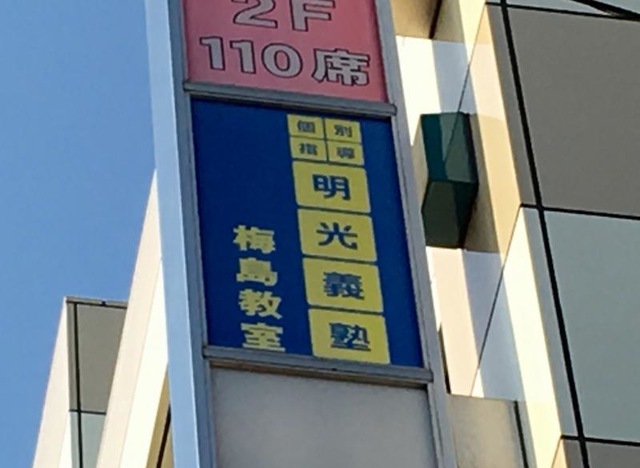 2F
110席
個別
指導
明光義塾
梅島教室